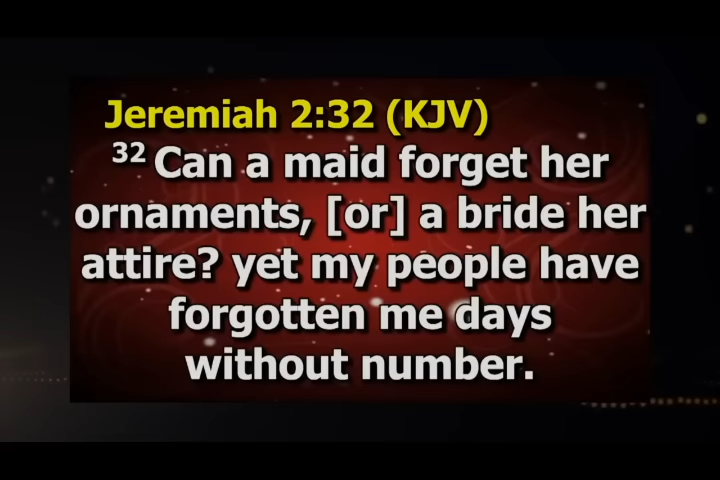 Jeremiah 2:32 (KJV)
32 Can a maid forget her
ornaments, [or] a bride her
attire? yet my people have
forgotten me days
without number.